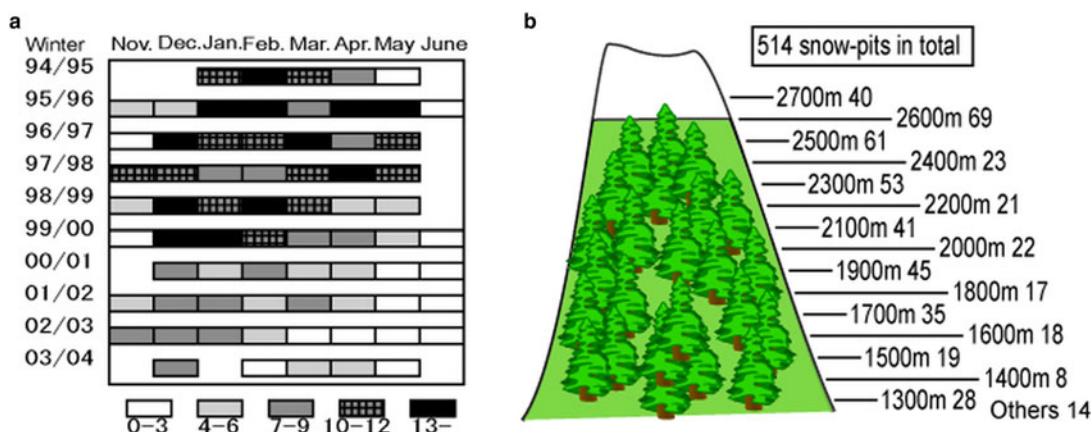 a
Winter Nov. Dec. Jan. Feb. Mar. Apr. May June
94/95
95/96
96/97
97/98
98/99
99/00
00/01
01/02
02/03
03/04
0-3 4-6 7-9 10-12 13-
b
514 snow-pits in total
2700m 40
2600m 69
2500m 61
2400m 23
2300m 53
2200m 21
2100m 41
2000m 22
1900m 45
1800m 17
1700m 35
1600m 18
1500m 19
1400m 8
1300m 28
Others 14